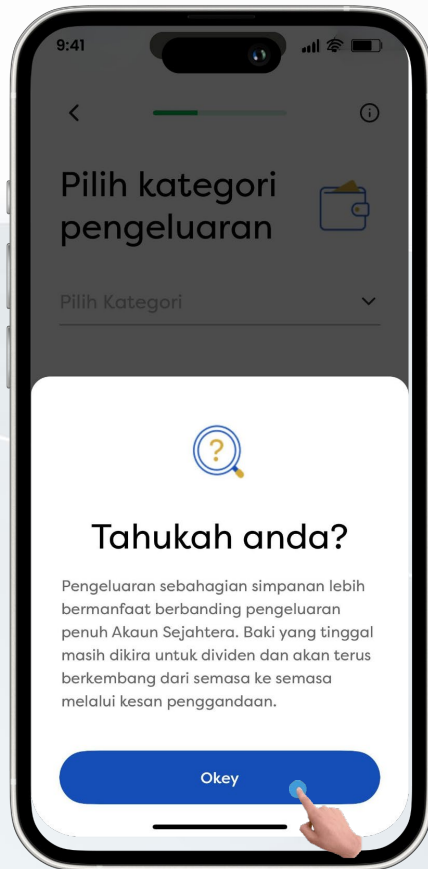 9:41
Pilih kategori
pengeluaran
Pilih Kategori
?
Tahukah anda?
Pengeluaran sebahagian simpanan lebih
bermanfaat berbanding pengeluaran
penuh Akaun Sejahtera. Baki yang tinggal
masih dikira untuk dividen dan akan terus
berkembang dari semasa ke semasa
melalui kesan penggandaan.
Okey